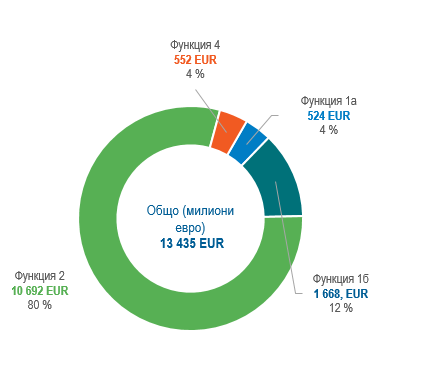 Функция 4
552 EUR
4 %
Функция 1а
524 EUR
4 %
Общо (милиони
евро)
13 435 EUR
Функция 2
10 692 EUR
80 %
Функция 1б
1 668, EUR
12 %